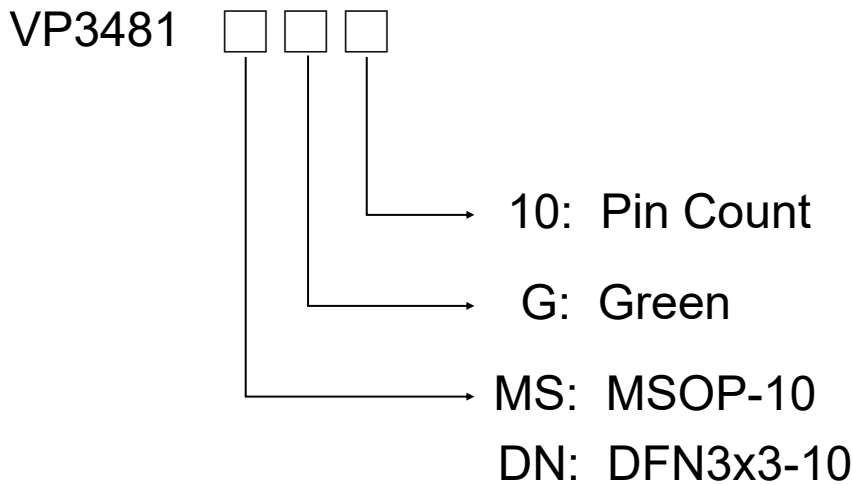 VP3481
10: Pin Count
G: Green
MS: MSOP-10
DN: DFN3x3-10